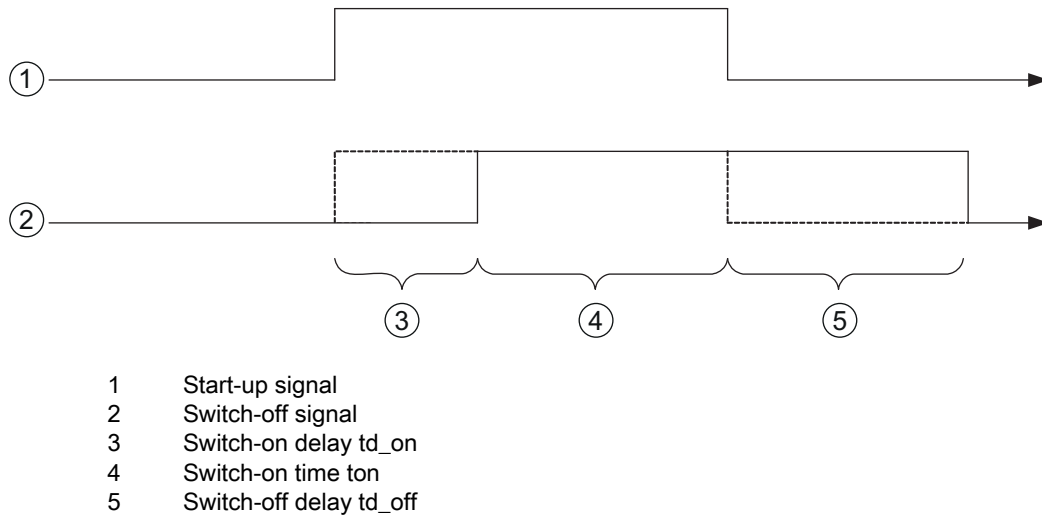 1
2
3 4 5
1 Start-up signal
2 Switch-off signal
3 Switch-on delay td_on
4 Switch-on time ton
5 Switch-off delay td_off